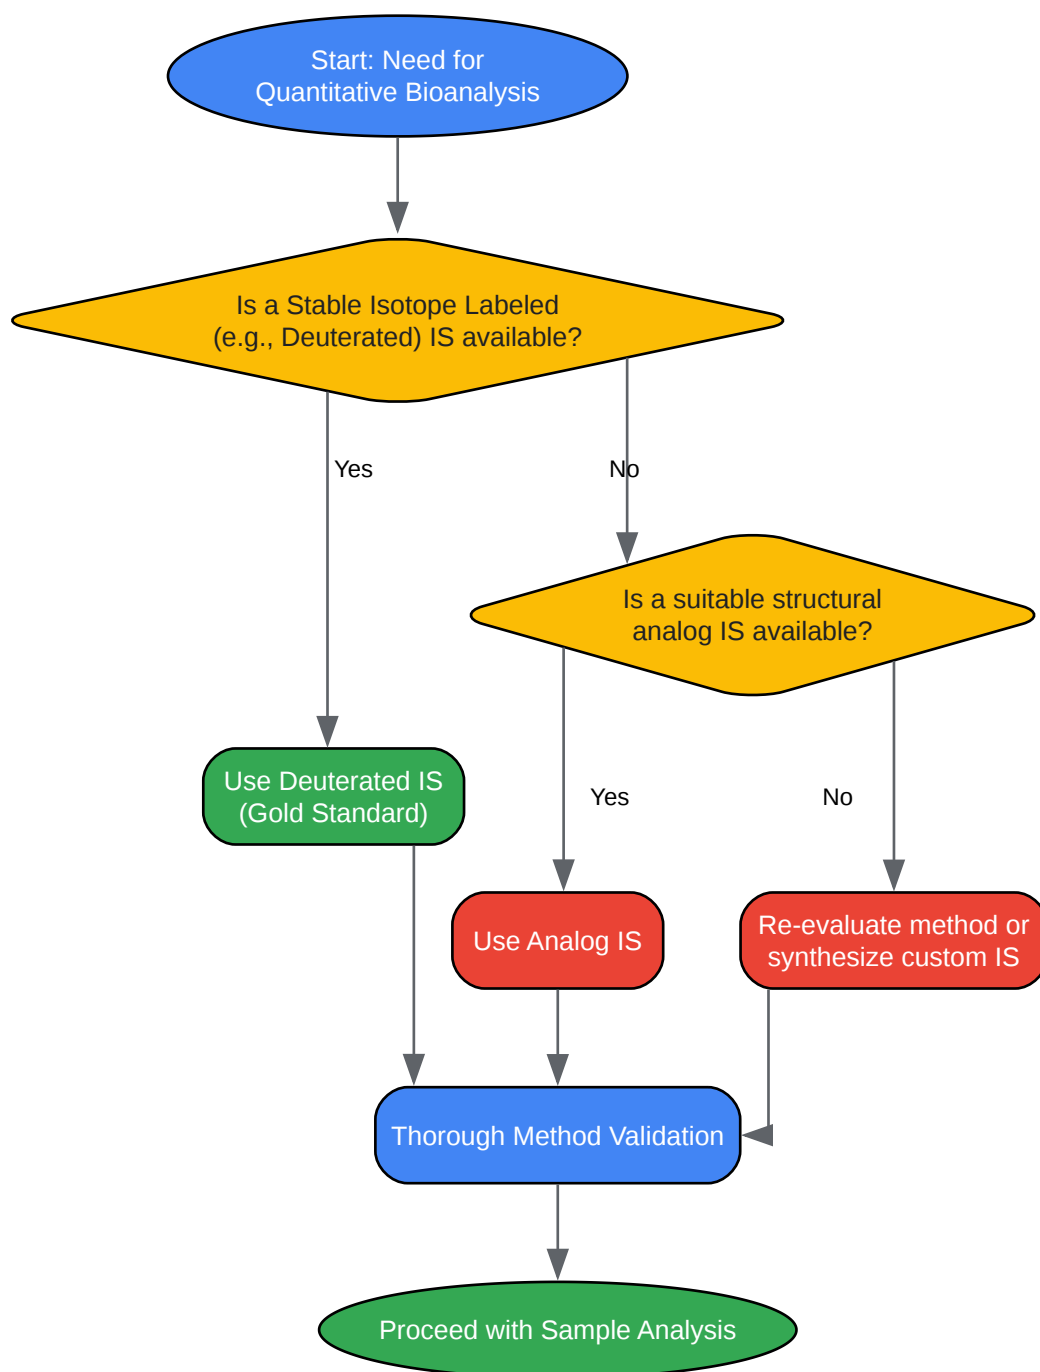 Start: Need for
Quantitative Bioanalysis
Is a Stable Isotope Labeled
(e.g., Deuterated) IS available?
Yes
No
Is a suitable structural
analog IS available?
Use Deuterated IS
(Gold Standard)
Yes
No
Use Analog IS
Re-evaluate method or
synthesize custom IS
Thorough Method Validation
Proceed with Sample Analysis